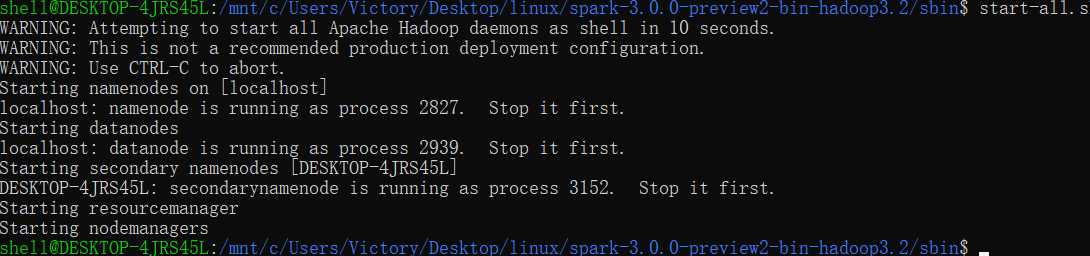 shell@DESKTOP-4JRS45L:/mnt/c/Users/Victory/Desktop/linux/spark-3.0.0-preview2-bin-hadoop3.2/sbin$ start-all.s
WARNING: Attempting to start all Apache Hadoop daemons as shell in 10 seconds.
WARNING: This is not a recommended production deployment configuration.
WARNING: Use CTRL-C to abort.
Starting namenodes on [localhost]
localhost: namenode is running as process 2827.  Stop it first.
Starting datanodes
localhost: datanode is running as process 2939.  Stop it first.
Starting secondary namenodes [DESKTOP-4JRS45L]
DESKTOP-4JRS45L: secondarynamenode is running as process 3152.  Stop it first.
Starting resourcemanager
Starting nodemanagers
shell@DESKTOP-4JRS45L:/mnt/c/Users/Victory/Desktop/linux/spark-3.0.0-preview2-bin-hadoop3.2/sbin$